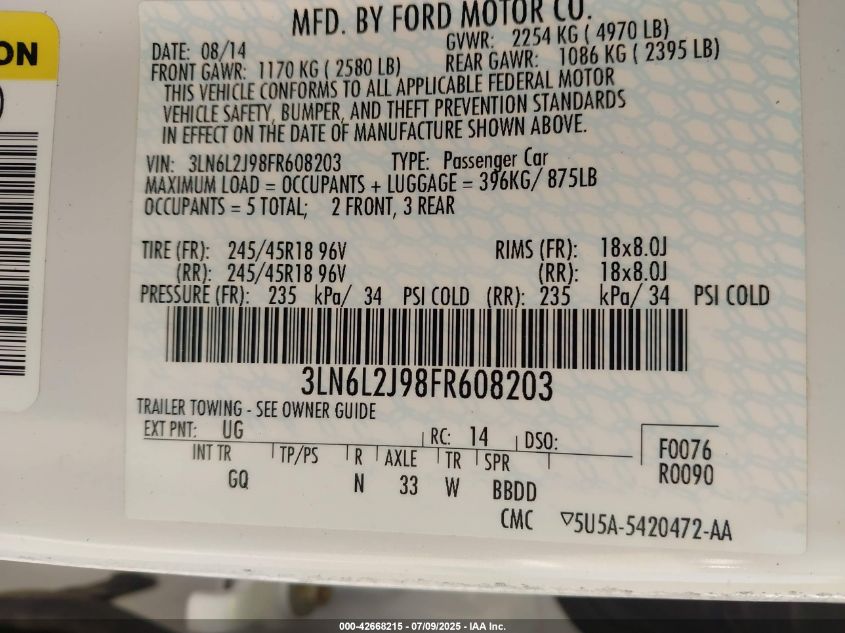 ON
MFD. BY FORD MOTOR CO.
DATE: 08/14 GVWR: 2254 KG ( 4970 LB)
FRONT GAWR: 1170 KG ( 2580 LB) REAR GAWR: 1086 KG ( 2395 LB)
THIS VEHICLE CONFORMS TO ALL APPLICABLE FEDERAL MOTOR
VEHICLE SAFETY, BUMPER, AND THEFT PREVENTION STANDARDS
IN EFFECT ON THE DATE OF MANUFACTURE SHOWN ABOVE.
VIN: 3LN6L2J98FR608203 TYPE: Passenger Car
MAXIMUM LOAD = OCCUPANTS + LUGGAGE = 396KG/ 875LB
OCCUPANTS = 5 TOTAL; 2 FRONT, 3 REAR
TIRE (FR): 245/45R18 96V RIMS (FR): 18x8.0J
(RR): 245/45R18 96V (RR): 18x8.0J
PRESSURE (FR): 235 kPa/ 34 PSI COLD (RR): 235 kPa/ 34 PSI COLD
3LN6L2J98FR608203
TRAILER TOWING - SEE OWNER GUIDE
EXT PNT: UG RC: 14 DSO: F0076
INT TR TP/PS R AXLE TR SPR R0090
GQ N 33 W BBDD
CMC ▽5U5A-5420472-AA
000-42668215 - 07/09/2025 - IAA Inc.